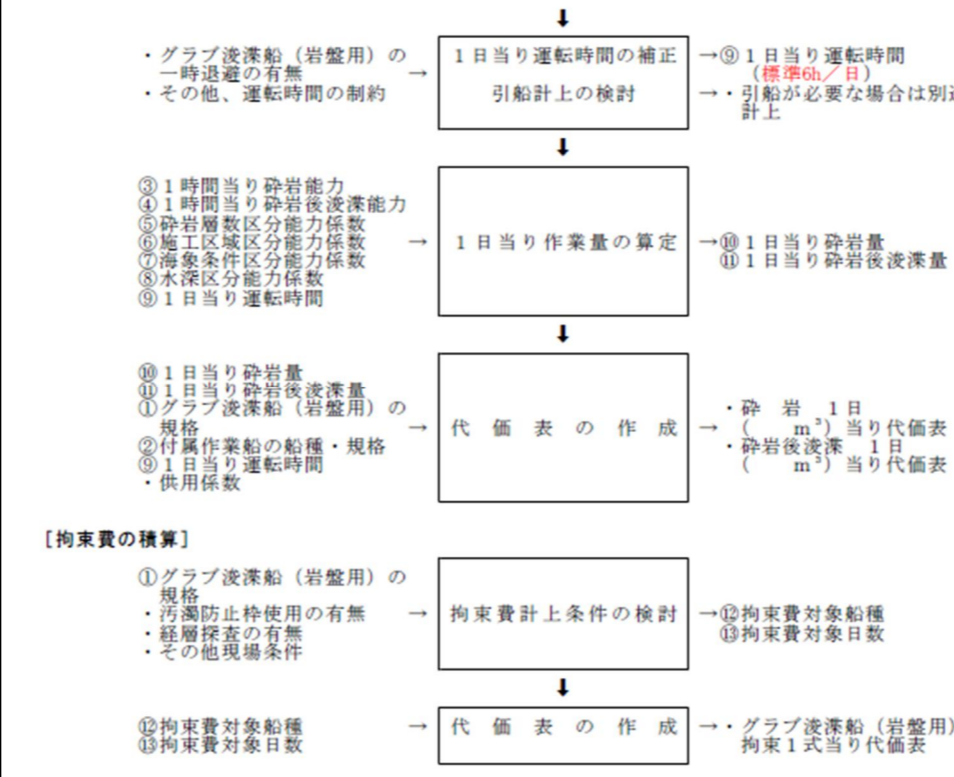 ↓
・グラブ浚渫船（岩盤用）の
一時退避の有無
・その他、運転時間の制約
→
１日当り運転時間の補正
引船計上の検討
→⑨１日当り運転時間
（標準6h／日）
→・引船が必要な場合は別途
計上
↓
③１時間当り砕岩能力
④１時間当り砕岩後浚渫能力
⑤砕岩層数区分能力係数
⑥施工区域区分能力係数
⑦海象条件区分能力係数
⑧水深区分能力係数
⑨１日当り運転時間
→
１日当り作業量の算定
→⑩１日当り砕岩量
⑪１日当り砕岩後浚渫量
↓
⑩１日当り砕岩量
⑪１日当り砕岩後浚渫量
①グラブ浚渫船（岩盤用）の
規格
②付属作業船の船種・規格
⑨１日当り運転時間
・供用係数
→
代　価　表　の　作　成
→
・砕　岩　１日
（　　ｍ³）当り代価表
・砕岩後浚渫　１日
（　　ｍ³）当り代価表
［拘束費の積算］
①グラブ浚渫船（岩盤用）の
規格
・汚濁防止枠使用の有無
・経層探査の有無
・その他現場条件
→
拘束費計上条件の検討
→⑫拘束費対象船種
⑬拘束費対象日数
↓
⑫拘束費対象船種
⑬拘束費対象日数
→
代　価　表　の　作　成
→・グラブ浚渫船（岩盤用）
拘束１式当り代価表